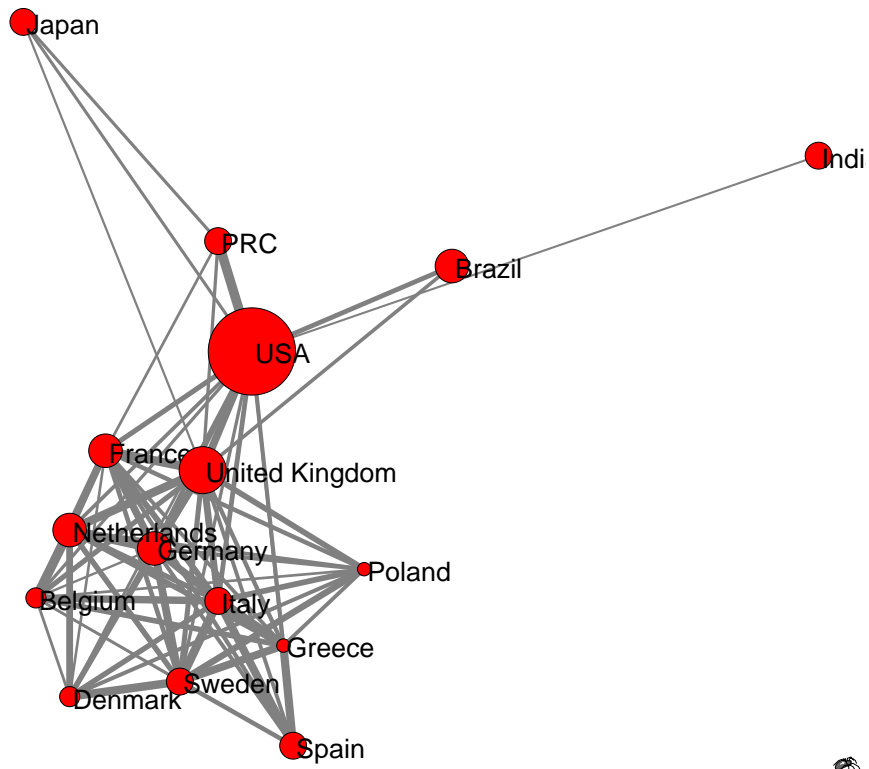 Japan
Indi
PRC
Brazil
USA
France
United Kingdom
Netherlands
Germany
Poland
Belgium
Italy
Greece
Sweden
Denmark
Spain